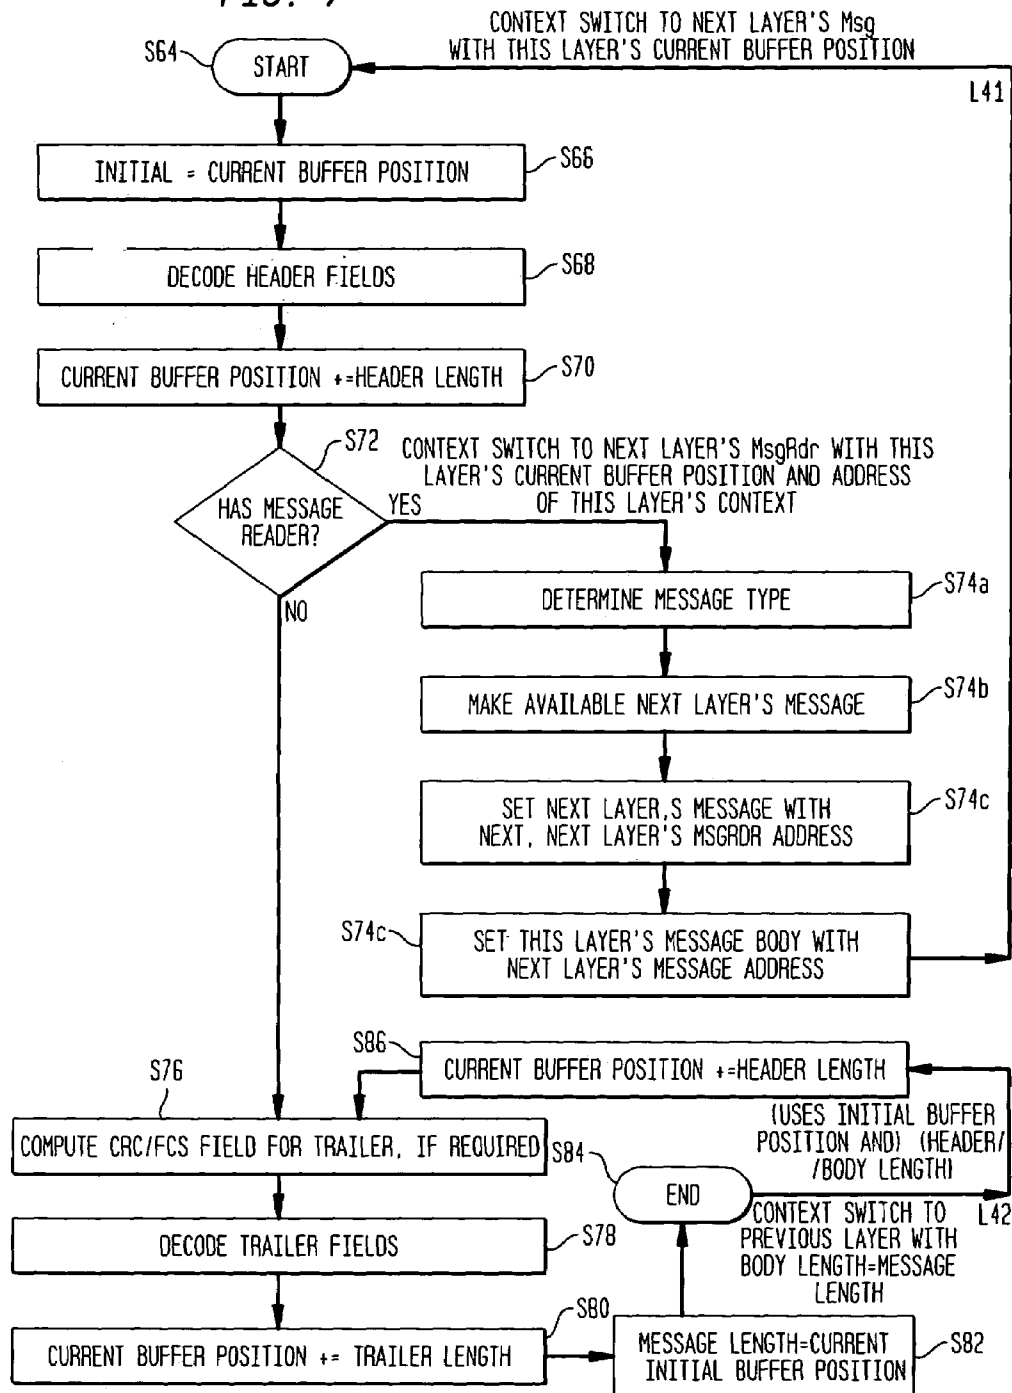 CONTEXT SWITCH TO NEXT LAYER'S Msg
WITH THIS LAYER'S CURRENT BUFFER POSITION
S64
START
L41
INITIAL = CURRENT BUFFER POSITION
S66
DECODE HEADER FIELDS
S68
CURRENT BUFFER POSITION +=HEADER LENGTH
S70
S72
CONTEXT SWITCH TO NEXT LAYER'S MsgRdr WITH THIS
LAYER'S CURRENT BUFFER POSITION AND ADDRESS
OF THIS LAYER'S CONTEXT
HAS MESSAGE
READER?
YES
NO
DETERMINE MESSAGE TYPE
S74a
MAKE AVAILABLE NEXT LAYER'S MESSAGE
S74b
SET NEXT LAYER,S MESSAGE WITH
NEXT, NEXT LAYER'S MSGRDR ADDRESS
S74c
S74c
SET THIS LAYER'S MESSAGE BODY WITH
NEXT LAYER'S MESSAGE ADDRESS
S86
CURRENT BUFFER POSITION +=HEADER LENGTH
S76
(USES INITIAL BUFFER
POSITION AND) (HEADER/
/BODY LENGTH)
COMPUTE CRC/FCS FIELD FOR TRAILER, IF REQUIRED
S84
END
L42
CONTEXT SWITCH TO
PREVIOUS LAYER WITH
BODY LENGTH=MESSAGE
LENGTH
DECODE TRAILER FIELDS
S78
CURRENT BUFFER POSITION += TRAILER LENGTH
S80
MESSAGE LENGTH=CURRENT
INITIAL BUFFER POSITION
S82